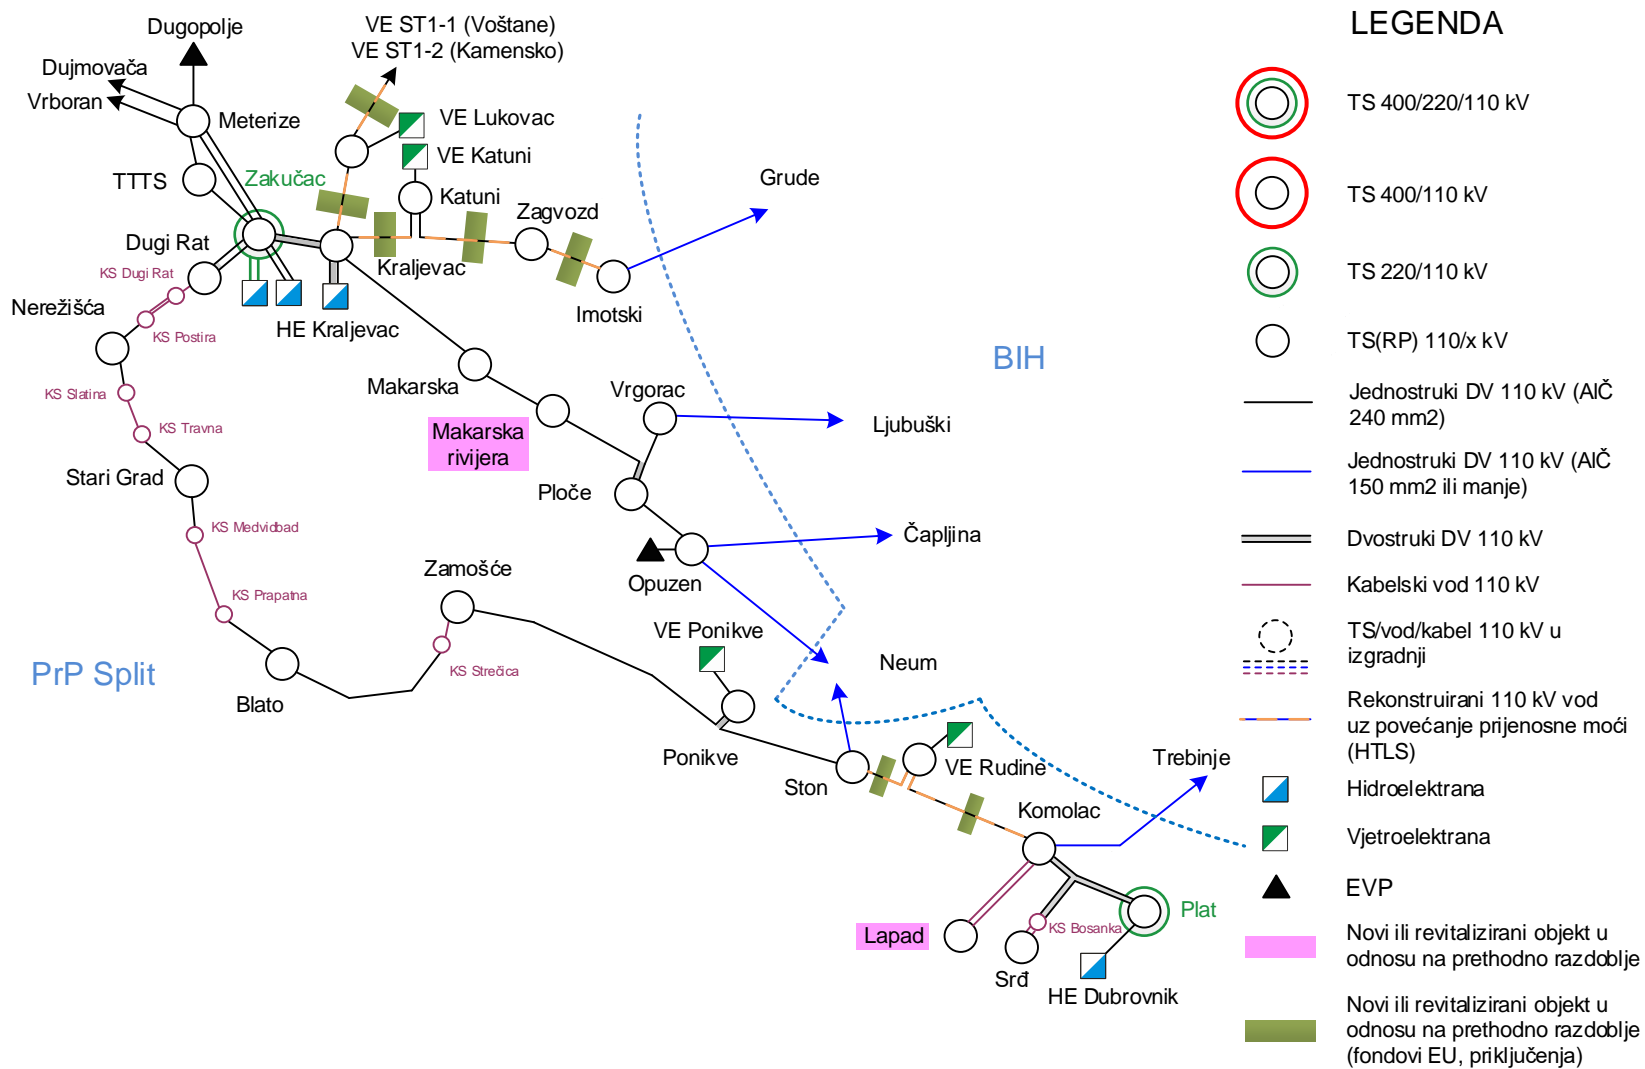 Dugopolje
VE ST1-1 (Voštane)
VE ST1-2 (Kamensko)
Dujmovača
Vrboran
Meterize
VE Lukovac
VE Katuni
TTTS
Zakučac
Katuni
Zagvozd
Grude
Dugi Rat
KS Dugi Rat
Kraljevac
Nerežišća
KS Postira
HE Kraljevac
Imotski
BIH
Makarska
Vrgorac
KS Slatina
KS Travna
Makarska
rivijera
Ljubuški
Stari Grad
Ploče
KS Medvidbad
Čapljina
Zamošće
Opuzen
KS Prapatna
VE Ponikve
Neum
PrP Split
KS Strečica
Blato
Ponikve
Ston
VE Rudine
Trebinje
Komolac
Plat
Lapad
KS Bosanka
Srđ
HE Dubrovnik
LEGENDA
TS 400/220/110 kV
TS 400/110 kV
TS 220/110 kV
TS(RP) 110/x kV
Jednostruki DV 110 kV (AlČ
240 mm2)
Jednostruki DV 110 kV (AlČ
150 mm2 ili manje)
Dvostruki DV 110 kV
Kabelski vod 110 kV
TS/vod/kabel 110 kV u
izgradnji
Rekonstruirani 110 kV vod
uz povećanje prijenosne moći
(HTLS)
Hidroelektrana
Vjetroelektrana
EVP
Novi ili revitalizirani objekt u
odnosu na prethodno razdoblje
Novi ili revitalizirani objekt u
odnosu na prethodno razdoblje
(fondovi EU, priključenja)